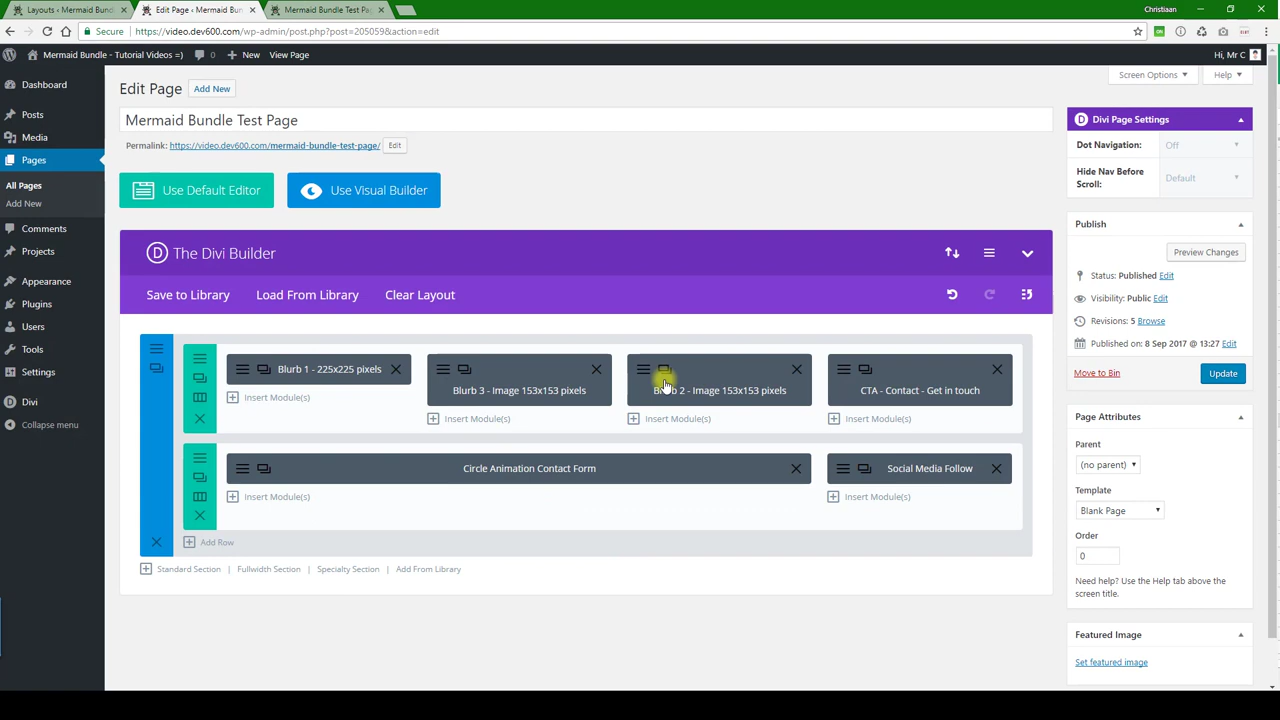 Layouts ‹ Mermaid Bund
Edit Page ‹ Mermaid Bun
Mermaid Bundle Test Pag
Christiaan
Secure
https://video.dev600.com/wp-admin/post.php?post=205059&action=edit
Mermaid Bundle - Tutorial Videos =)
0
New
View Page
Hi, Mr C
Dashboard
Posts
Media
Pages
All Pages
Add New
Comments
Projects
Appearance
Plugins
Users
Tools
Settings
Divi
Collapse menu
Screen Options
Help
Edit Page
Add New
Mermaid Bundle Test Page
Permalink: https://video.dev600.com/mermaid-bundle-test-page/
Edit
Use Default Editor
Use Visual Builder
D The Divi Builder
Save to Library
Load From Library
Clear Layout
Blurb 1 - 225x225 pixels
Blurb 3 - Image 153x153 pixels
Blurb 2 - Image 153x153 pixels
CTA - Contact - Get in touch
Insert Module(s)
Insert Module(s)
Insert Module(s)
Insert Module(s)
Circle Animation Contact Form
Social Media Follow
Insert Module(s)
Insert Module(s)
Add Row
Standard Section | Fullwidth Section | Specialty Section | Add From Library
D Divi Page Settings
Dot Navigation:
Off
Hide Nav Before
Scroll:
Default
Publish
Preview Changes
Status: Published Edit
Visibility: Public Edit
Revisions: 5 Browse
Published on: 8 Sep 2017 @ 13:27 Edit
Move to Bin
Update
Page Attributes
Parent
(no parent)
Template
Blank Page
Order
0
Need help? Use the Help tab above the
screen title.
Featured Image
Set featured image